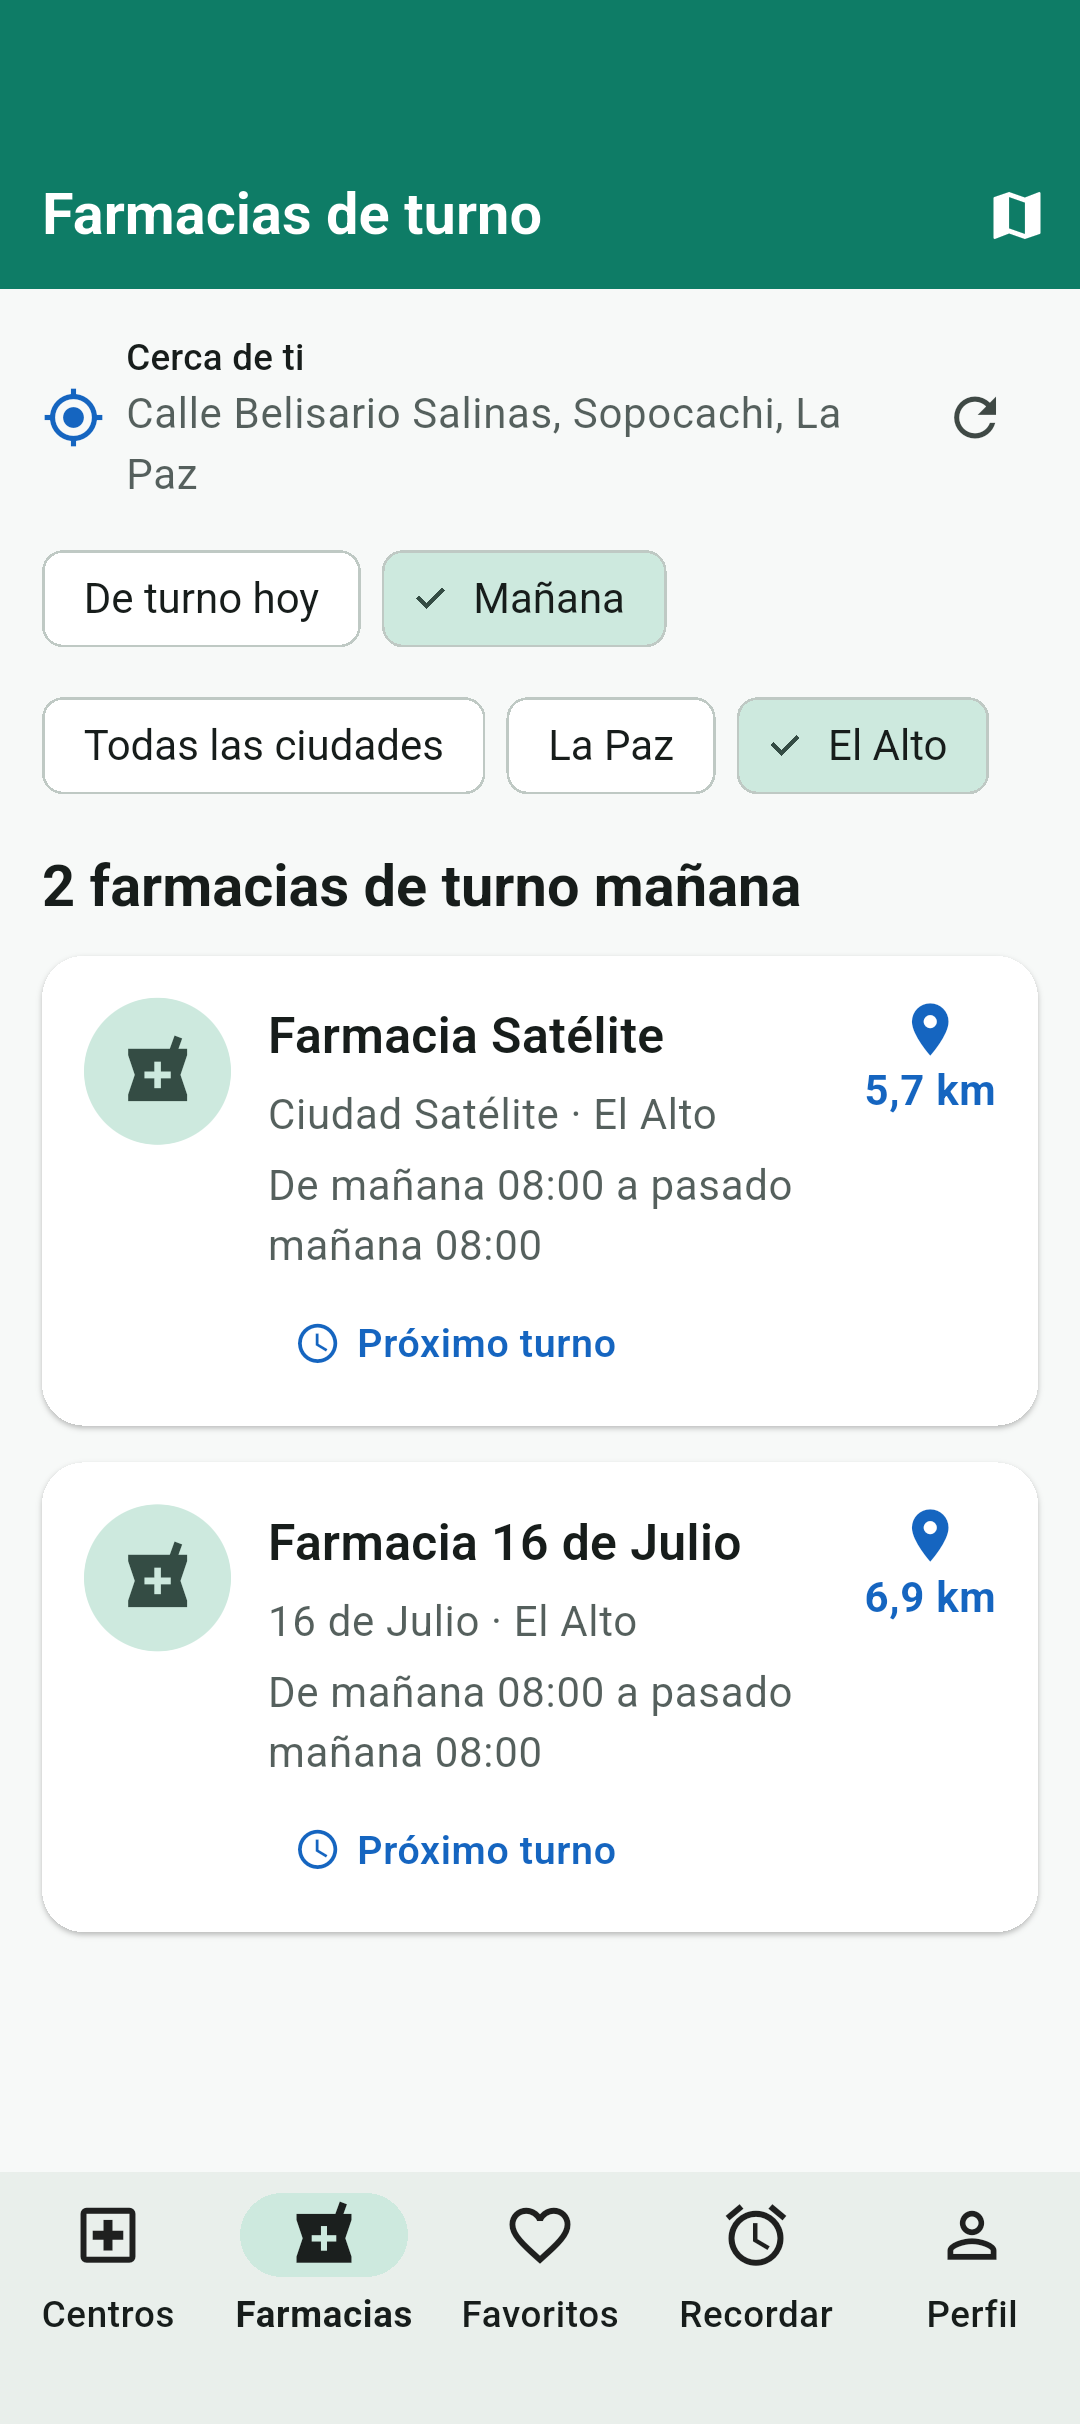 Farmacias de turno
Cerca de ti
Calle Belisario Salinas, Sopocachi, La
Paz
De turno hoy
Mañana
Todas las ciudades
La Paz
El Alto
2 farmacias de turno mañana
Farmacia Satélite
5,7 km
Ciudad Satélite · El Alto
De mañana 08:00 a pasado
mañana 08:00
Próximo turno
Farmacia 16 de Julio
6,9 km
16 de Julio · El Alto
De mañana 08:00 a pasado
mañana 08:00
Próximo turno
Centros
Farmacias
Favoritos
Recordar
Perfil